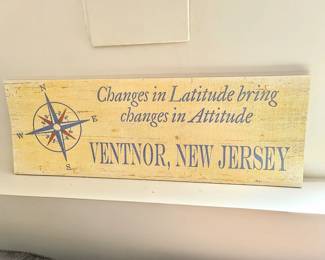 N
W E
S
Changes in Latitude bring
changes in Attitude
VENTNOR, NEW JERSEY